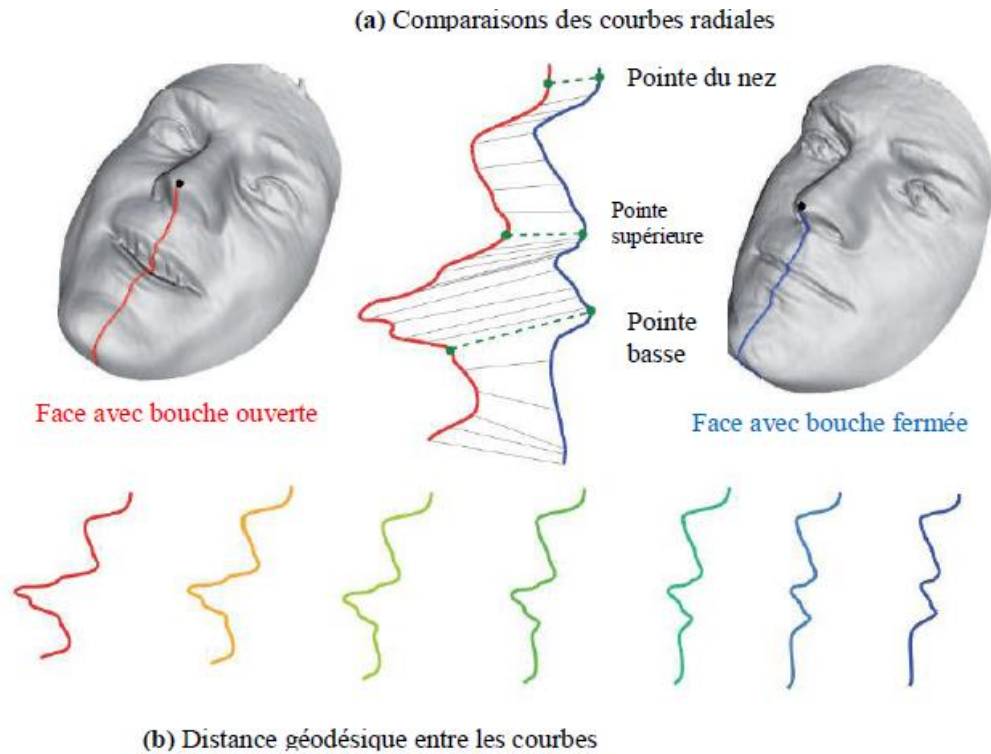 (a) Comparaisons des courbes radiales
Pointe du nez
Pointe
supérieure
Pointe
basse
Face avec bouche ouverte
Face avec bouche fermée
(b) Distance géodésique entre les courbes